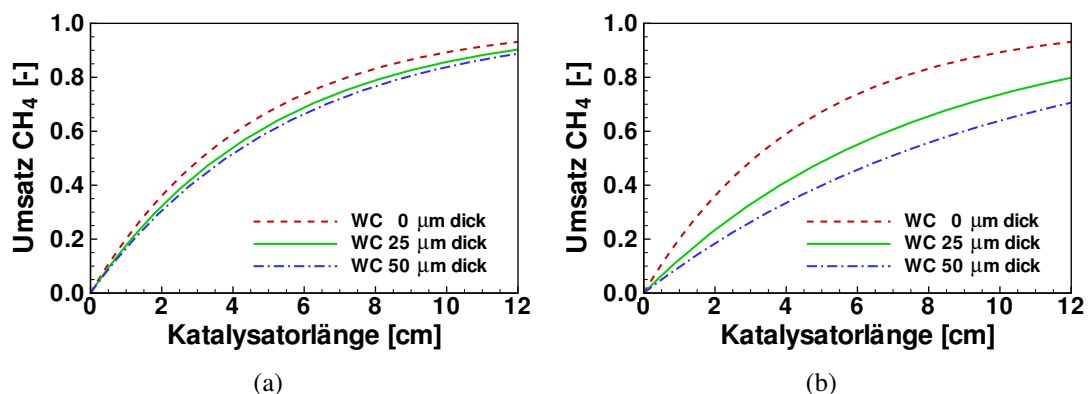 1.0
0.8
0.6
0.4
0.2
0.0
Umsatz CH₄ [-]
WC 0 µm dick
WC 25 µm dick
WC 50 µm dick
0 2 4 6 8 10 12
Katalysatorlänge [cm]
(a)
1.0
0.8
0.6
0.4
0.2
0.0
Umsatz CH₄ [-]
WC 0 µm dick
WC 25 µm dick
WC 50 µm dick
0 2 4 6 8 10 12
Katalysatorlänge [cm]
(b)